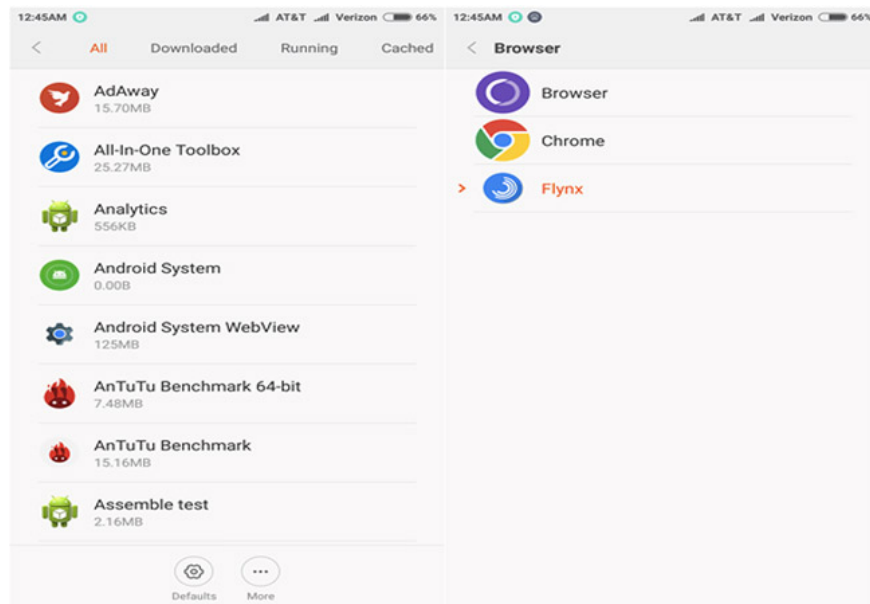 12:45AM AT&T Verizon 66%
All Downloaded Running Cached
AdAway
15.70MB
All-In-One Toolbox
25.27MB
Analytics
556KB
Android System
0.00B
Android System WebView
125MB
AnTuTu Benchmark 64-bit
7.48MB
AnTuTu Benchmark
15.16MB
Assemble test
2.16MB
Defaults More
12:45AM AT&T Verizon 66%
Browser
Browser
Chrome
Flynx